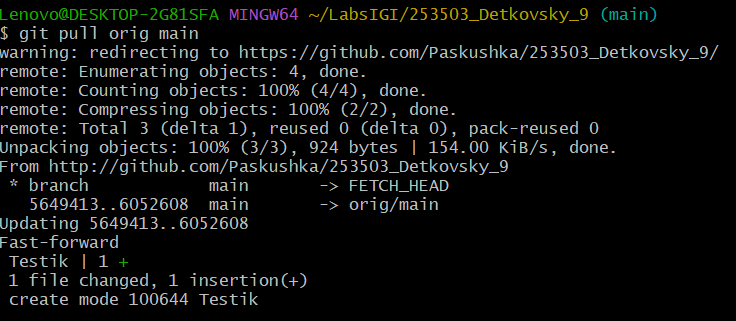 Lenovo@DESKTOP-2G81SFA MINGW64 ~/LabsIGI/253503_Detkovsky_9 (main)
$ git pull orig main
warning: redirecting to https://github.com/Paskushka/253503_Detkovsky_9/
remote: Enumerating objects: 4, done.
remote: Counting objects: 100% (4/4), done.
remote: Compressing objects: 100% (2/2), done.
remote: Total 3 (delta 1), reused 0 (delta 0), pack-reused 0
Unpacking objects: 100% (3/3), 924 bytes | 154.00 KiB/s, done.
From http://github.com/Paskushka/253503_Detkovsky_9
 * branch            main       -> FETCH_HEAD
   5649413..6052608  main       -> orig/main
Updating 5649413..6052608
Fast-forward
 Testik | 1 +
 1 file changed, 1 insertion(+)
 create mode 100644 Testik